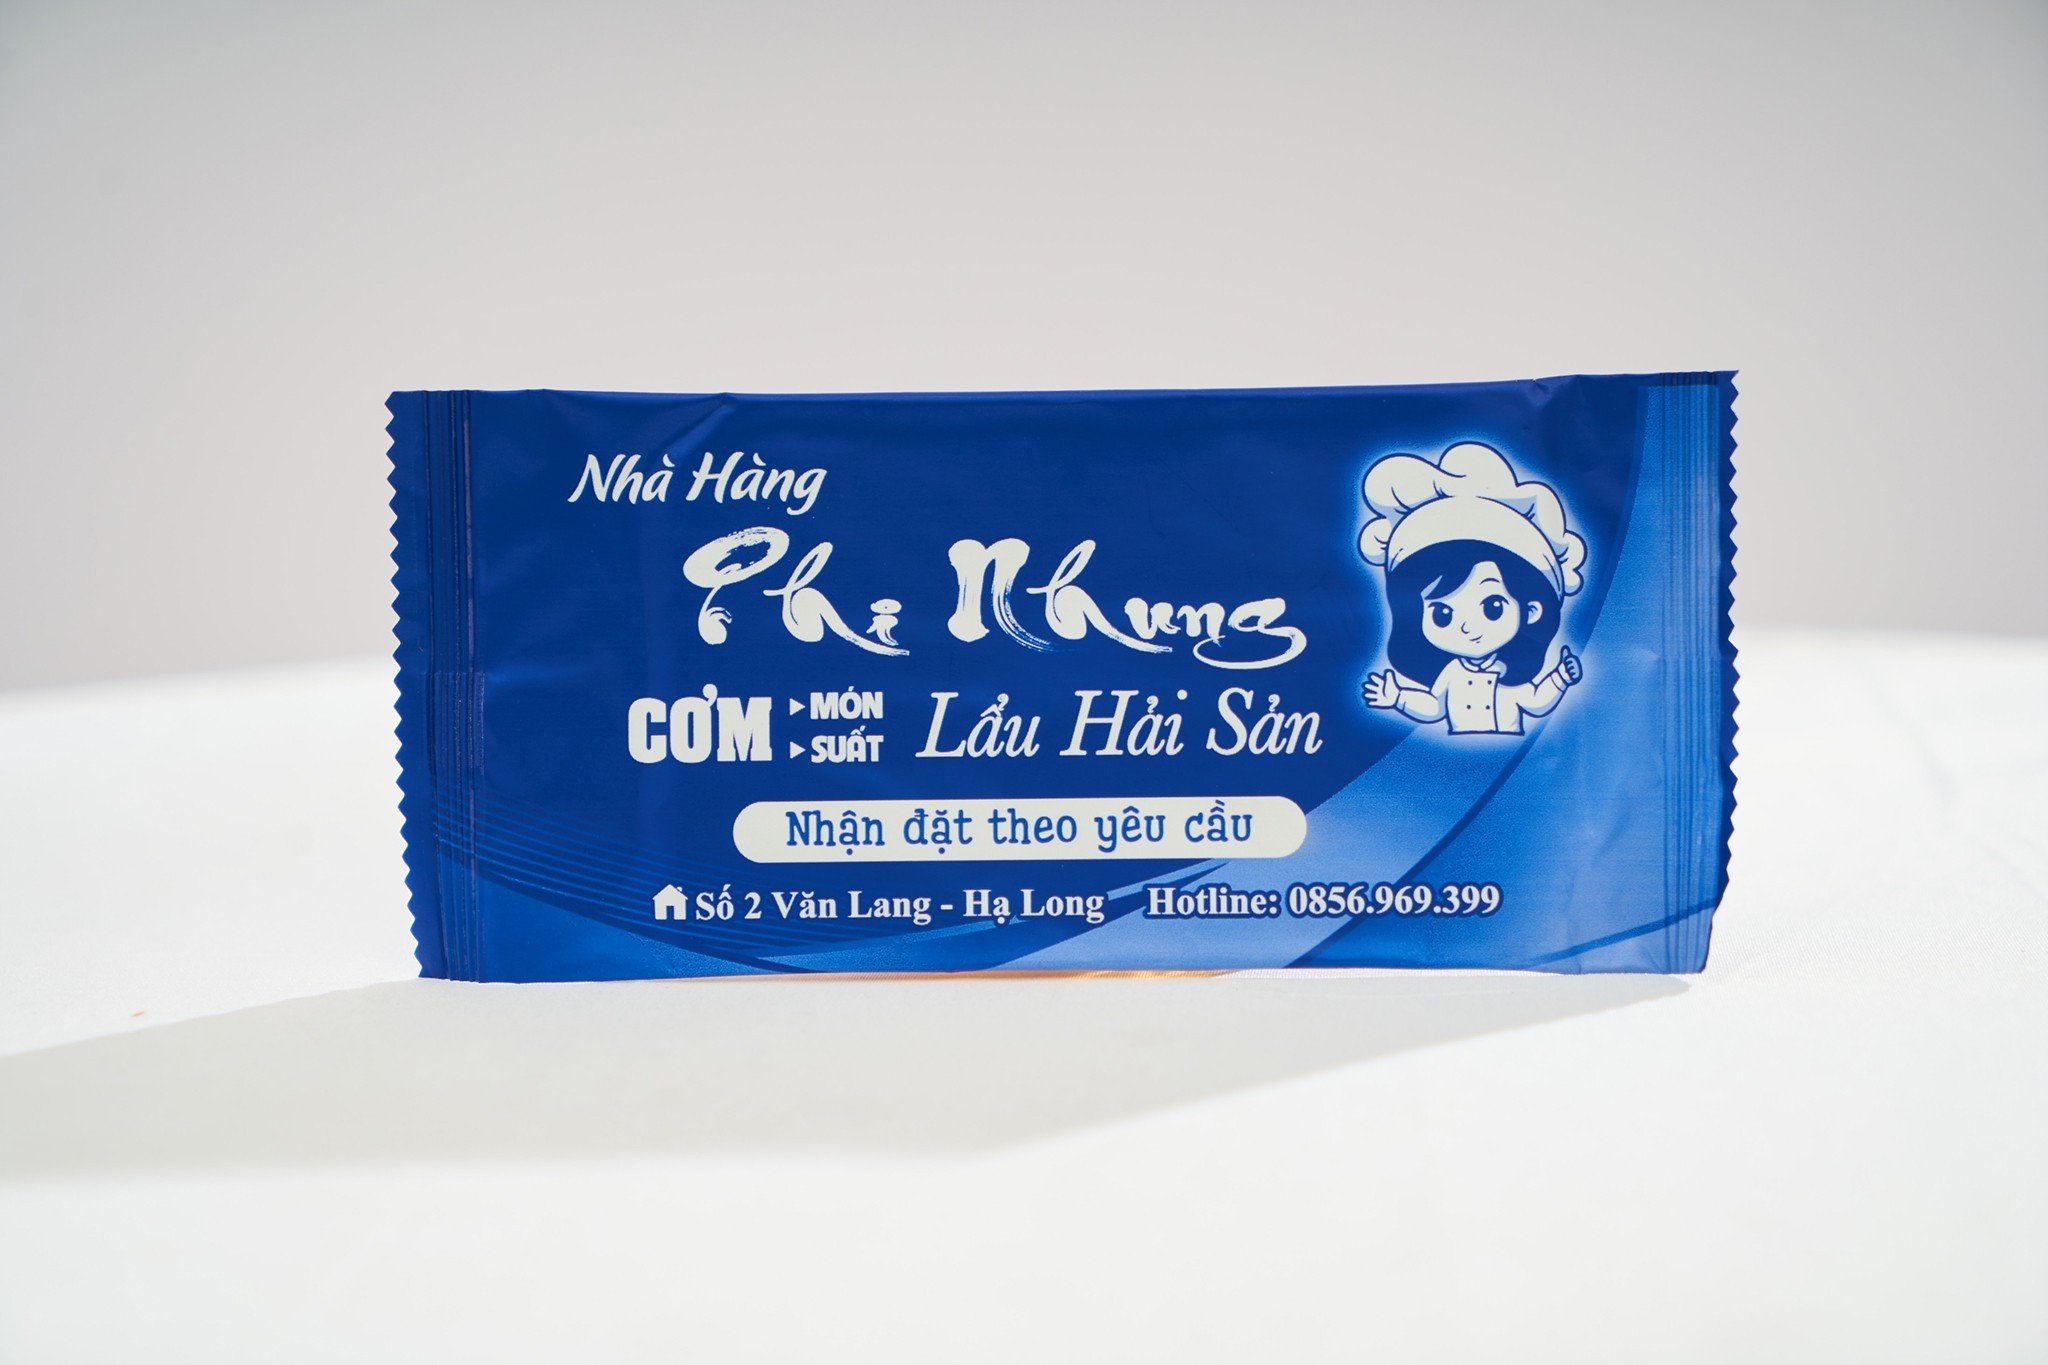 Nhà Hàng
Phi Nhung
CƠM ▸MÓN ▸SUẤT Lẩu Hải Sản
Nhận đặt theo yêu cầu
Số 2 Văn Lang - Hạ Long Hotline: 0856.969.399